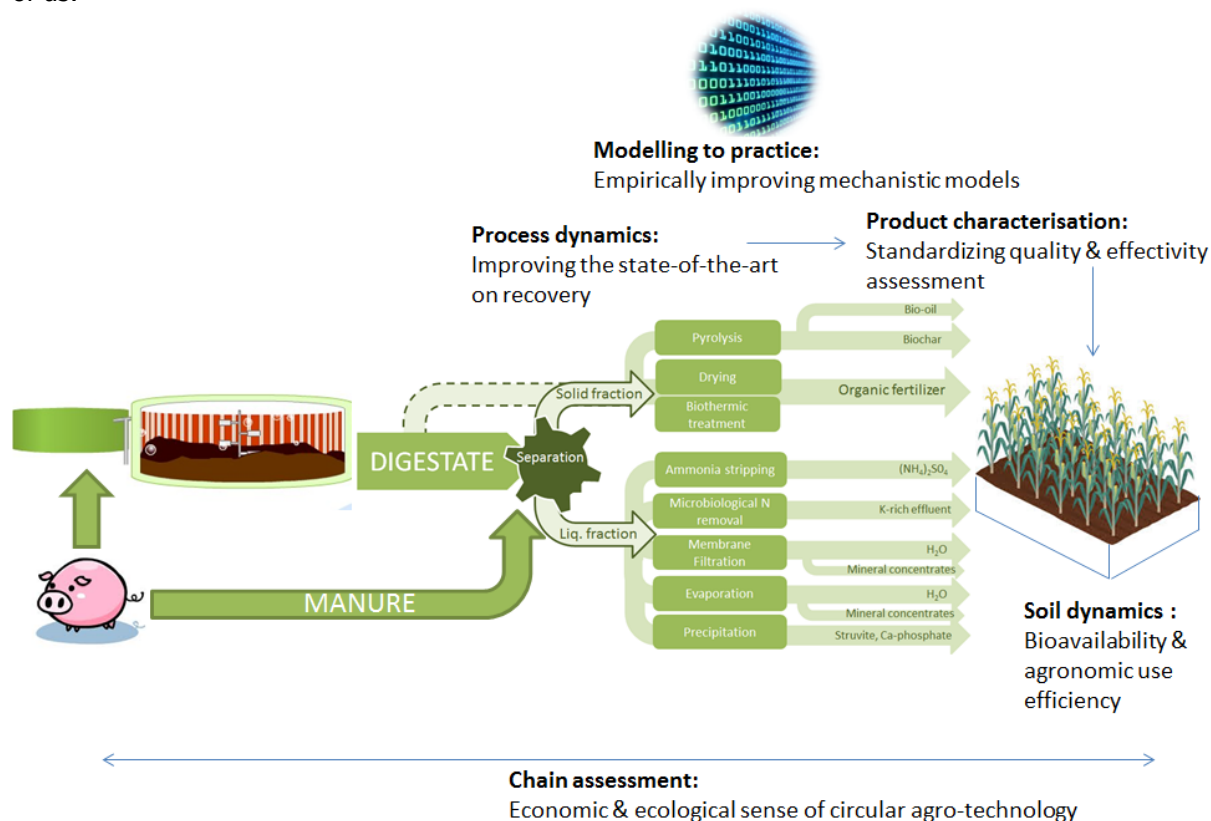 or us.
Modelling to practice:
Empirically improving mechanistic models
Process dynamics:
Improving the state-of-the-art
on recovery
Product characterisation:
Standardizing quality & effectivity
assessment
Bio-oil
Pyrolysis
Biochar
Drying
Solid fraction
Organic fertilizer
Biothermic
treatment
DIGESTATE
Separation
Ammonia stripping
(NH₄)₂SO₄
Microbiological N
removal
K-rich effluent
Liq. fraction
Membrane
Filtration
H₂O
Mineral concentrates
Evaporation
H₂O
Mineral concentrates
Precipitation
Struvite, Ca-phosphate
MANURE
Soil dynamics :
Bioavailability &
agronomic use
efficiency
Chain assessment:
Economic & ecological sense of circular agro-technology